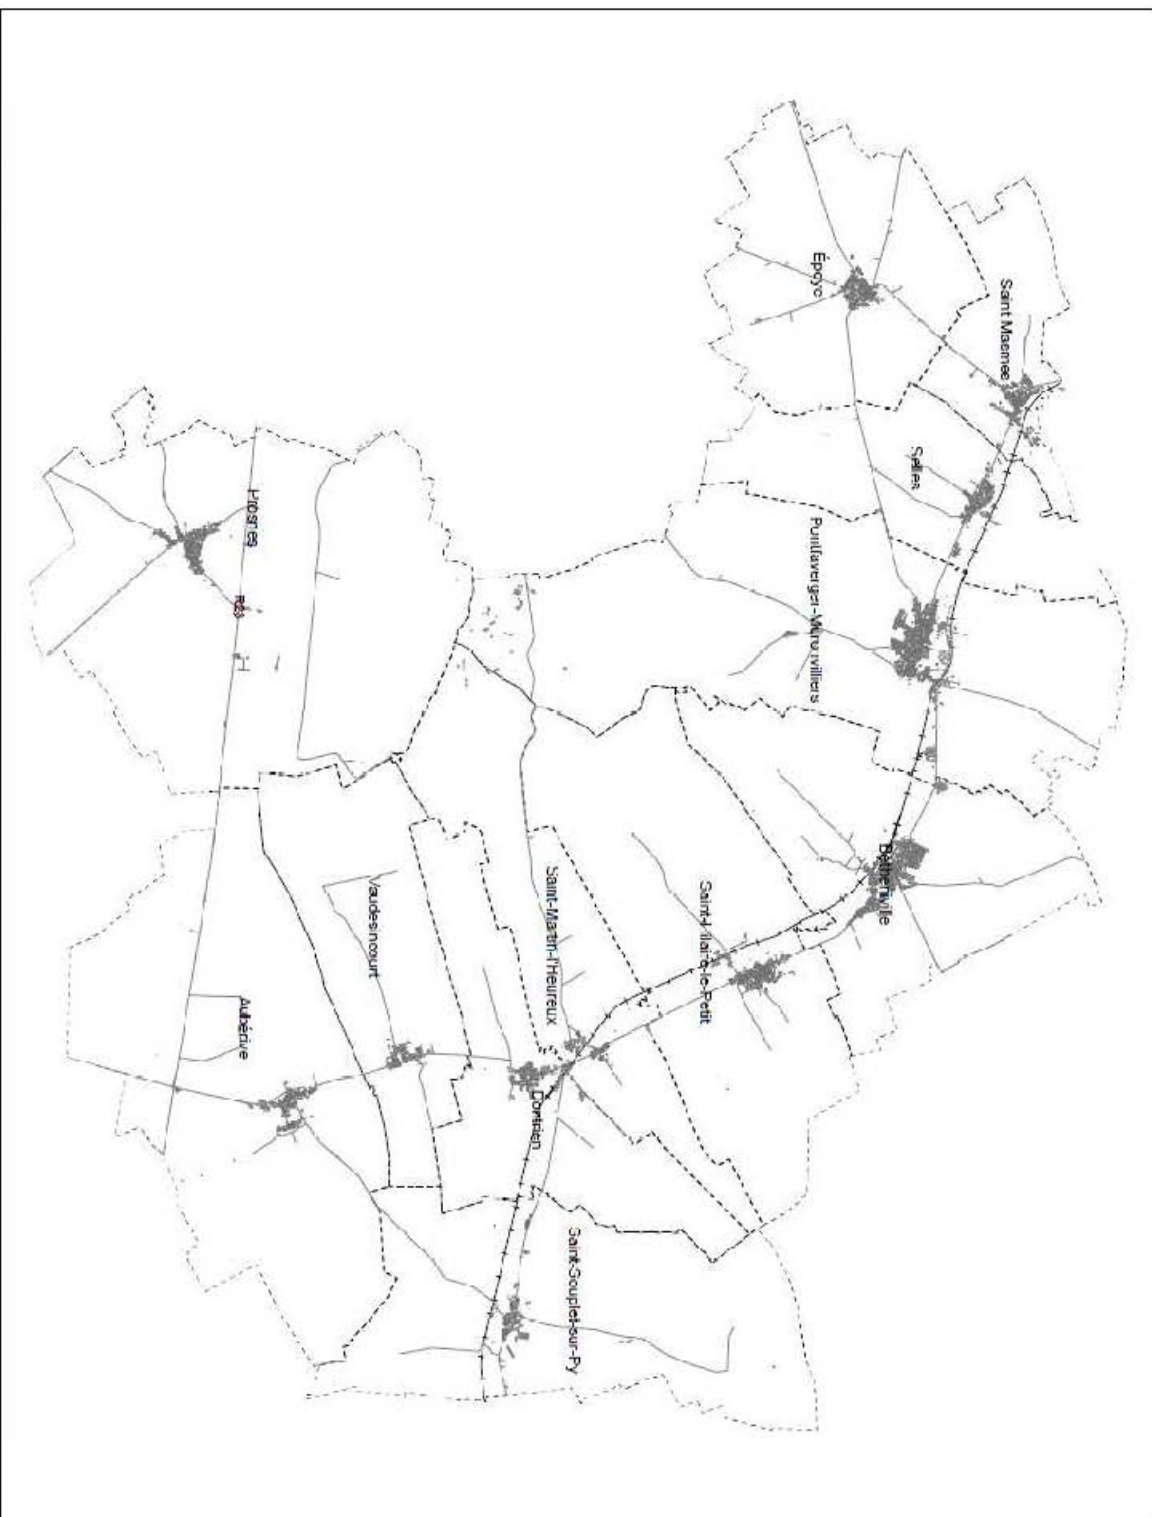 Saint Masmes
Époye
Selles
Pontfaverger-Moronvilliers
Bétheniville
Prosnes
R23
Saint-Hilaire-le-Petit
Saint-Martin-l'Heureux
Vaudesincourt
Dontrien
Aubérive
Saint-Souplet-sur-Py